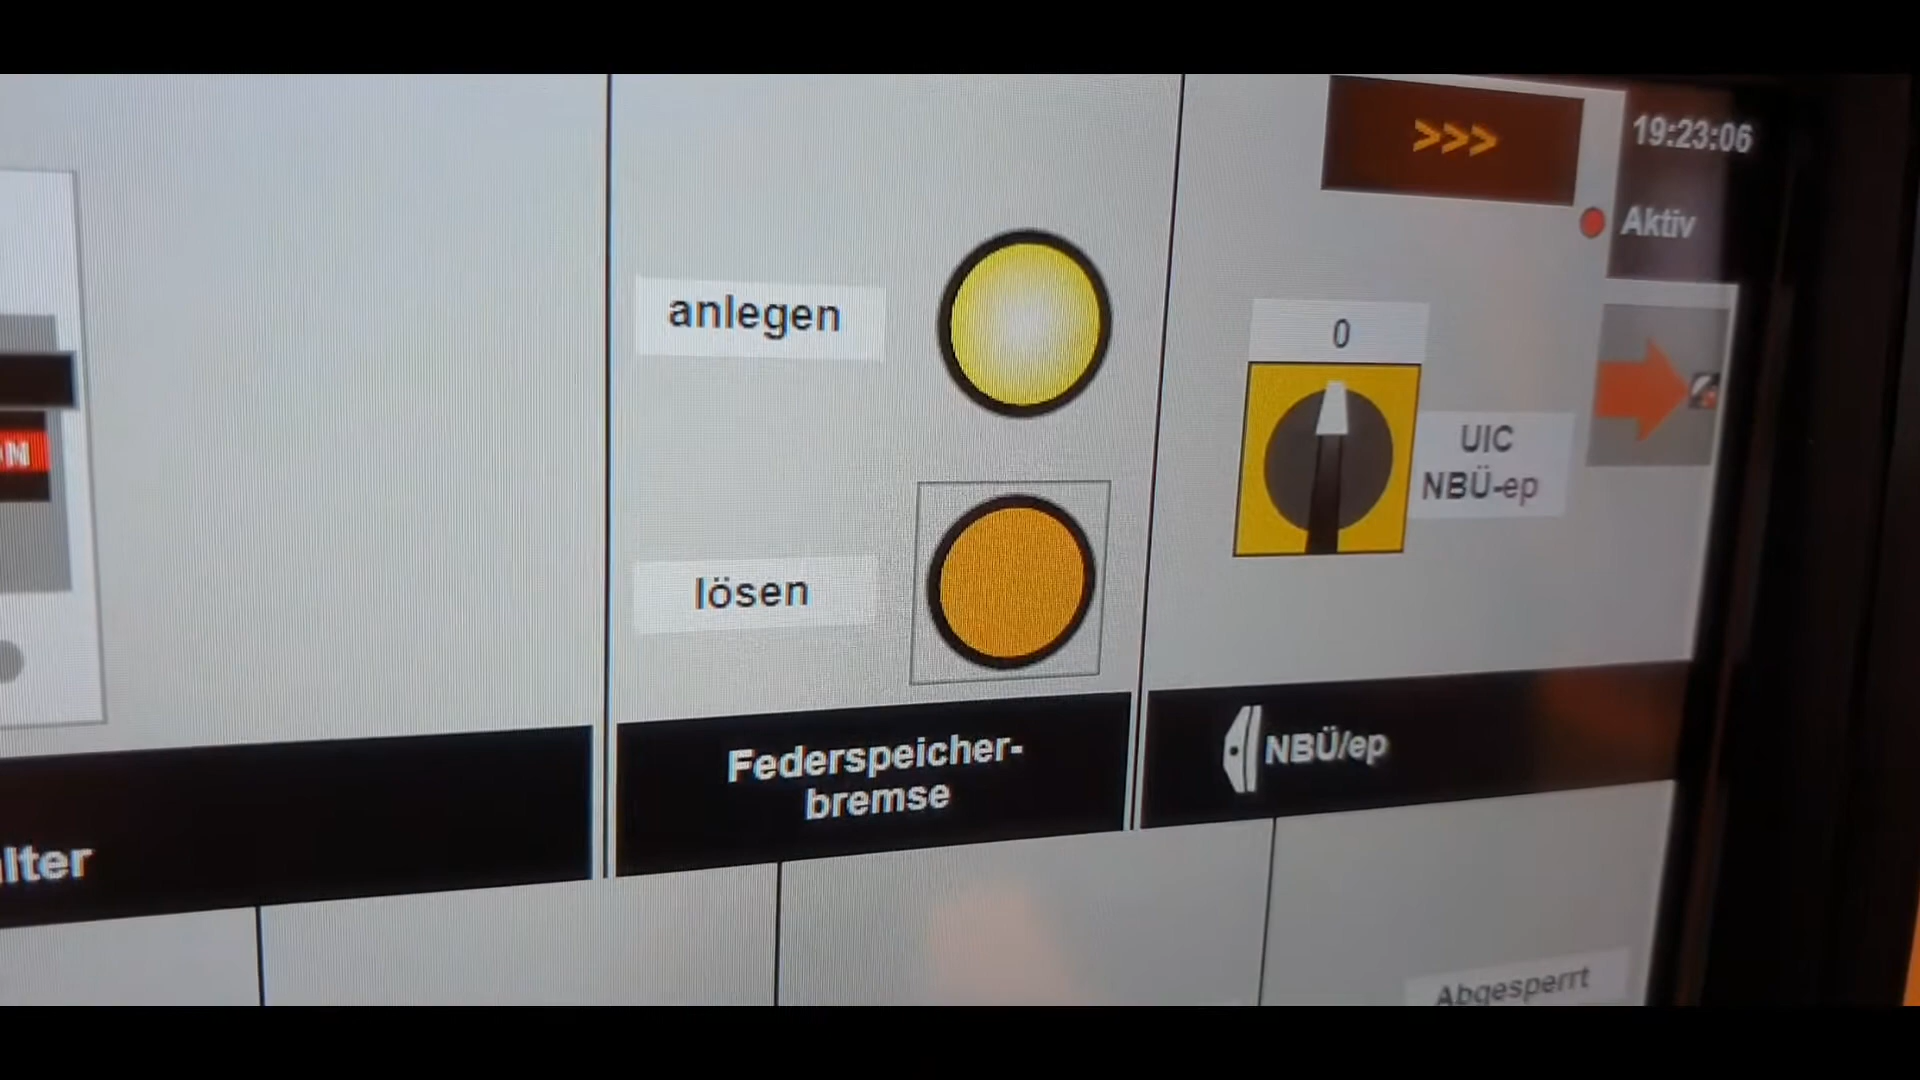 >>>
19:23:06
Aktiv
anlegen
0
UIC
NBÜ-ep
lösen
Federspeicher-
bremse
NBÜ/ep
lter
Abgesperrt